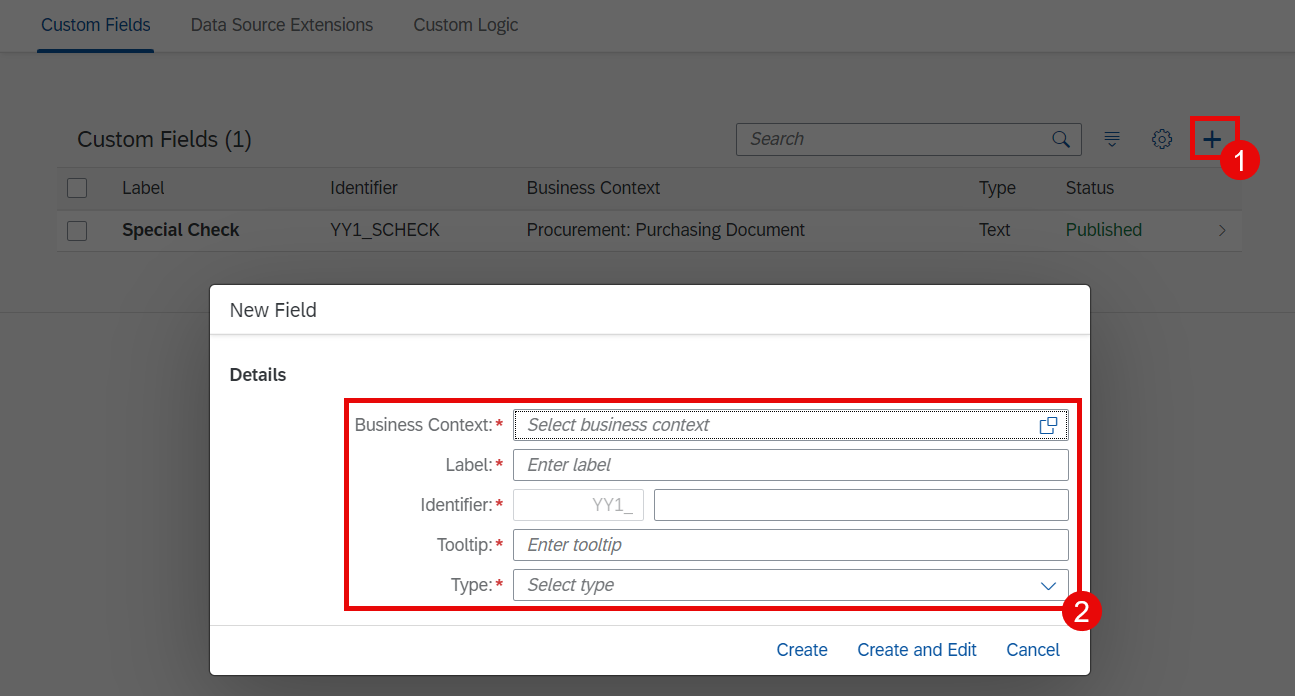 Custom Fields Data Source Extensions Custom Logic
Custom Fields (1) Search
1
Label Identifier Business Context Type Status
Special Check YY1_SCHECK Procurement: Purchasing Document Text Published
New Field
Details
Business Context:* Select business context
Label:* Enter label
Identifier:* YY1_
Tooltip:* Enter tooltip
Type:* Select type
2
Create Create and Edit Cancel